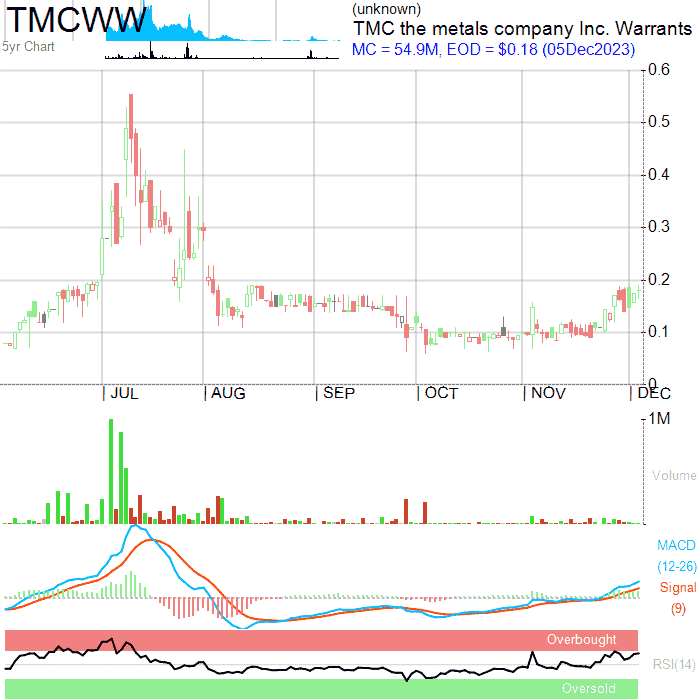 TMCWW
5yr Chart
(unknown)
TMC the metals company Inc. Warrants
MC = 54.9M, EOD = $0.18 (05Dec2023)
0.6
0.5
0.4
0.3
0.2
0.1
0
JUL AUG SEP OCT NOV DEC
1M
Volume
MACD
(12-26)
Signal
(9)
Overbought
RSI(14)
Oversold